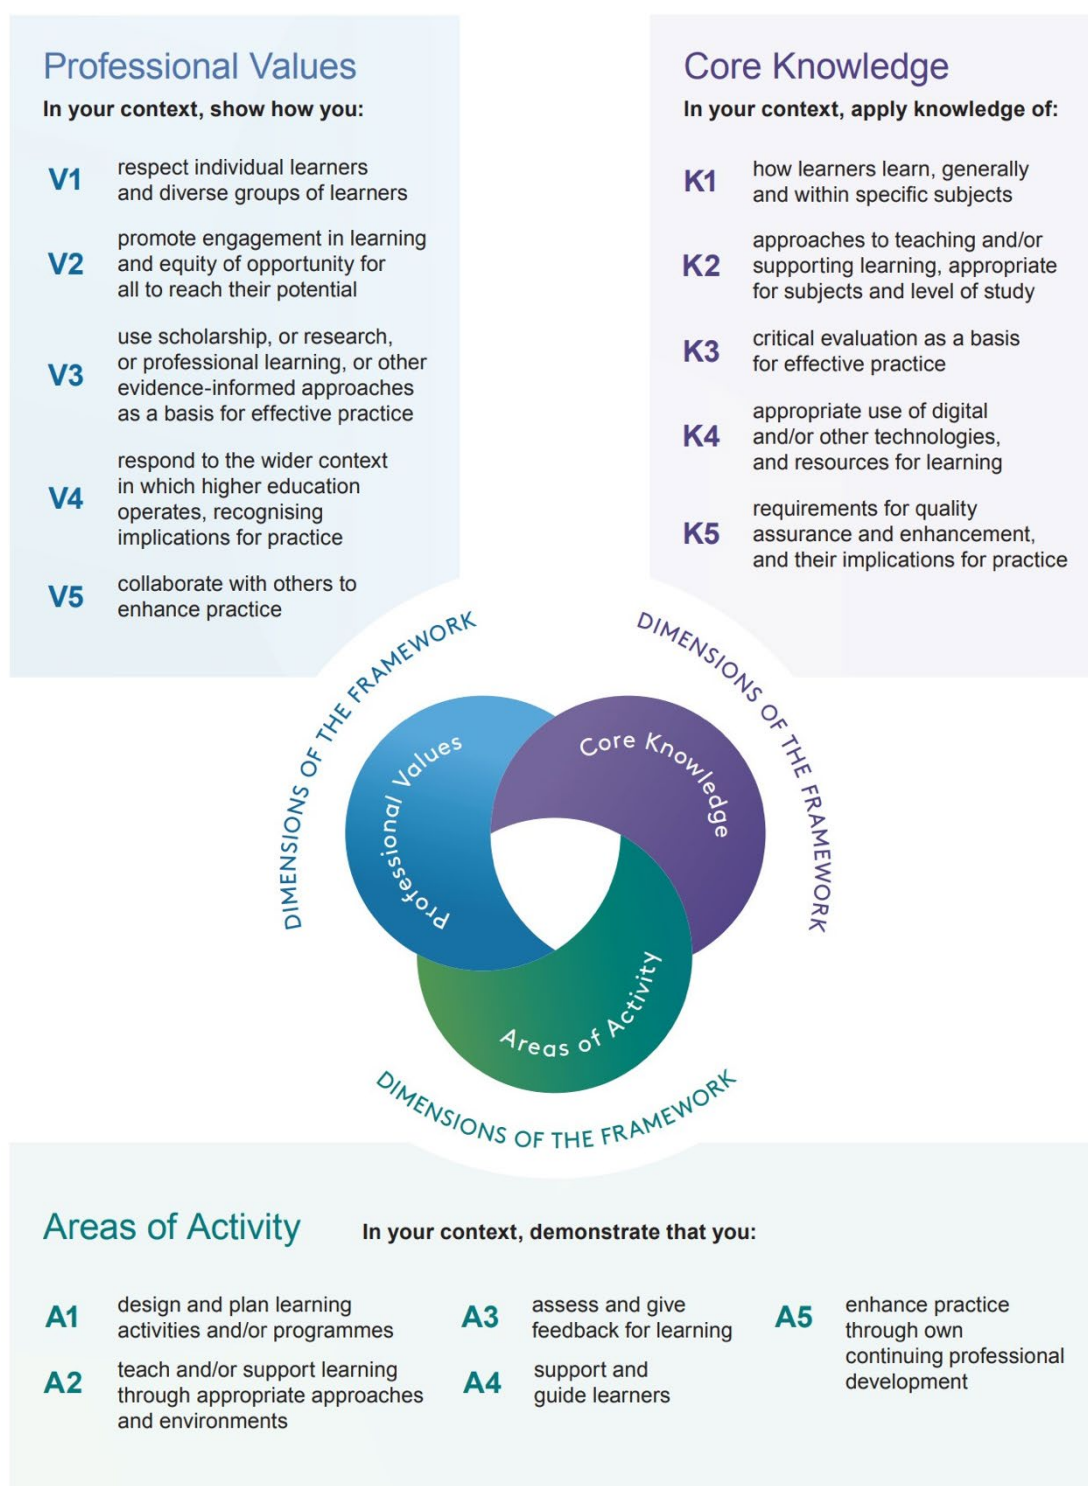 Professional Values
In your context, show how you:
V1
respect individual learners
and diverse groups of learners
V2
promote engagement in learning
and equity of opportunity for
all to reach their potential
V3
use scholarship, or research,
or professional learning, or other
evidence-informed approaches
as a basis for effective practice
V4
respond to the wider context
in which higher education
operates, recognising
implications for practice
V5
collaborate with others to
enhance practice
Core Knowledge
In your context, apply knowledge of:
K1
how learners learn, generally
and within specific subjects
K2
approaches to teaching and/or
supporting learning, appropriate
for subjects and level of study
K3
critical evaluation as a basis
for effective practice
K4
appropriate use of digital
and/or other technologies,
and resources for learning
K5
requirements for quality
assurance and enhancement,
and their implications for practice
DIMENSIONS OF THE FRAMEWORK
DIMENSIONS OF THE FRAMEWORK
Professional Values
Core Knowledge
Areas of Activity
DIMENSIONS OF THE FRAMEWORK
Areas of Activity
In your context, demonstrate that you:
A1
design and plan learning
activities and/or programmes
A2
teach and/or support learning
through appropriate approaches
and environments
A3
assess and give
feedback for learning
A4
support and
guide learners
A5
enhance practice
through own
continuing professional
development